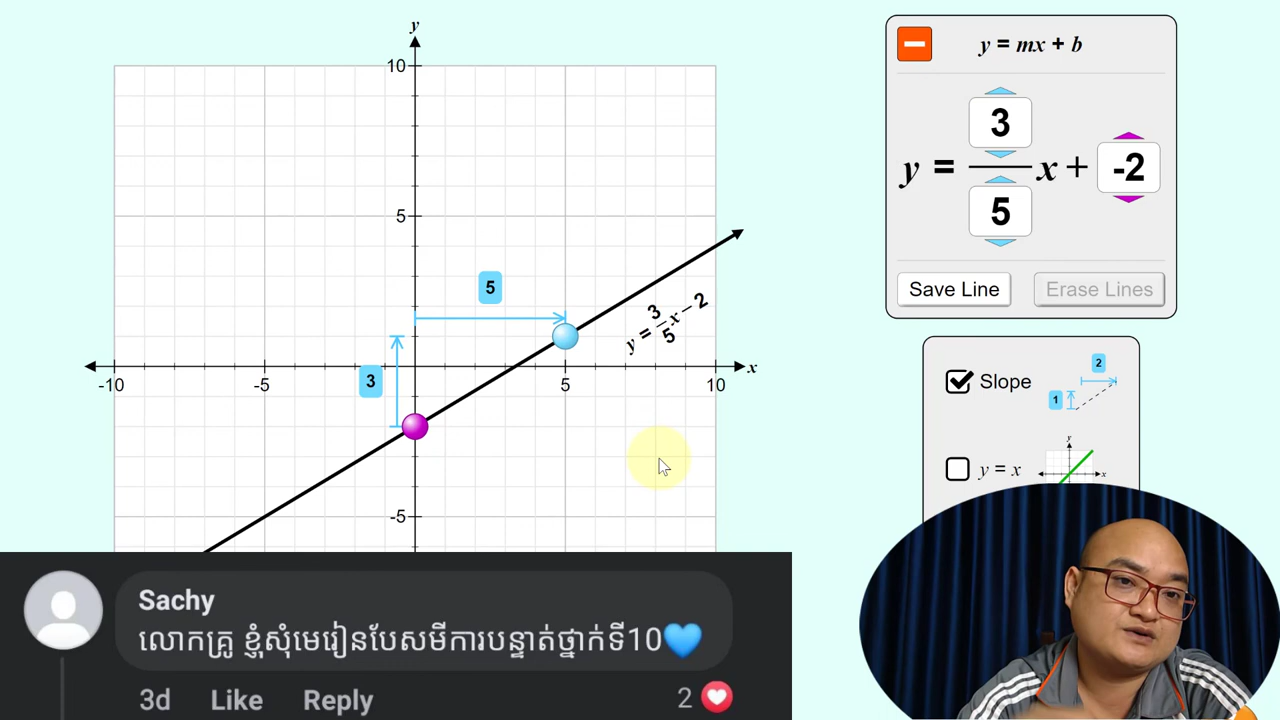 y
10
5
-10
-5
5
10
x
-5
5
3
y = 3/5 x − 2
y = mx + b
y = 3/5 x + -2
Save Line
Erase Lines
Slope
2
1
y = x
y
x
Sachy
លោកគ្រូ ខ្ញុំសុំមេរៀនបែសមីការបន្ទាត់ថ្នាក់ទី10💙
3d Like Reply 2